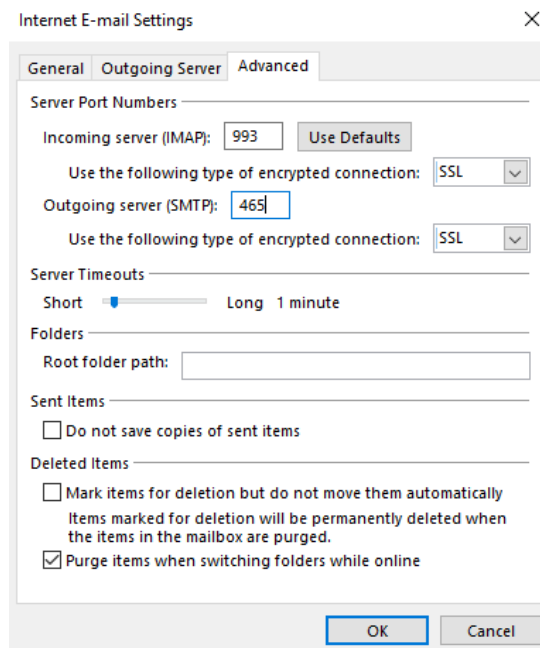 Internet E-mail Settings
General Outgoing Server Advanced
Server Port Numbers
Incoming server (IMAP): 993 Use Defaults
Use the following type of encrypted connection: SSL
Outgoing server (SMTP): 465
Use the following type of encrypted connection: SSL
Server Timeouts
Short Long 1 minute
Folders
Root folder path:
Sent Items
Do not save copies of sent items
Deleted Items
Mark items for deletion but do not move them automatically
Items marked for deletion will be permanently deleted when
the items in the mailbox are purged.
Purge items when switching folders while online
OK Cancel